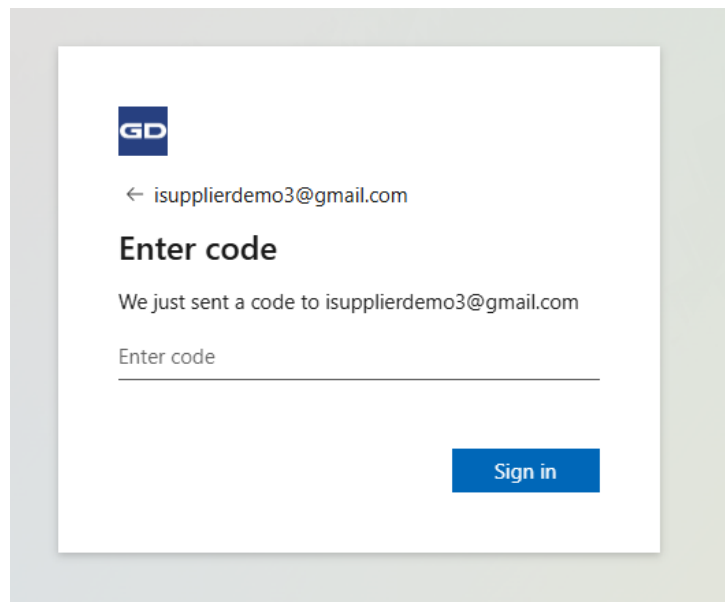 GD
← isupplierdemo3@gmail.com
Enter code
We just sent a code to isupplierdemo3@gmail.com
Enter code
Sign in